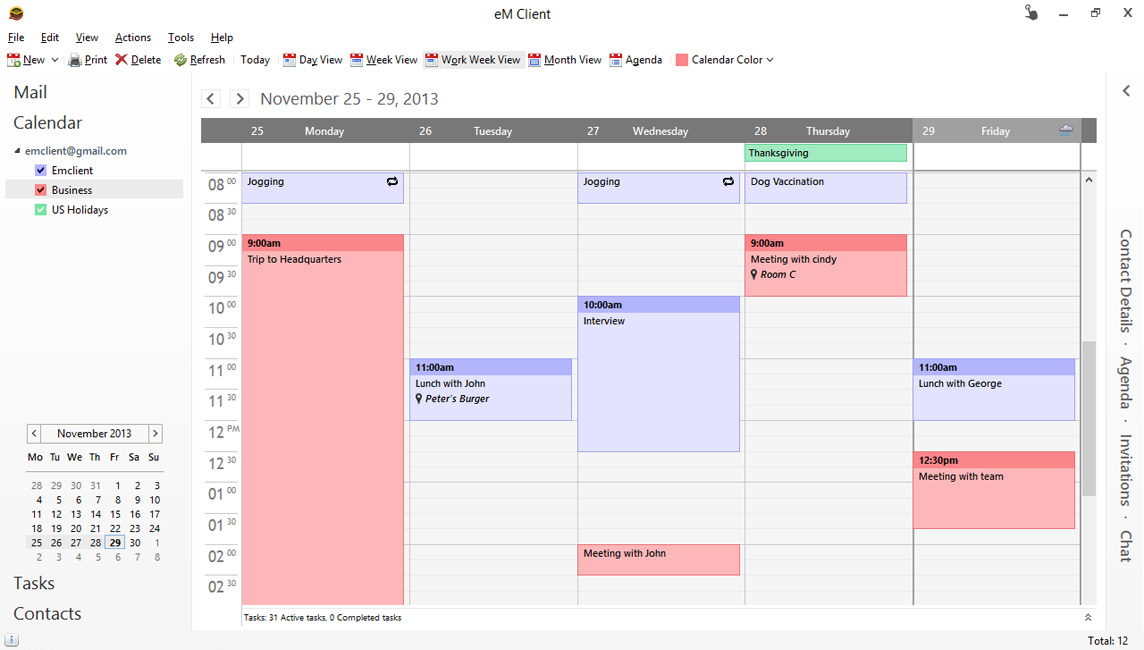 eM Client
File Edit View Actions Tools Help
New Print Delete Refresh Today Day View Week View Work Week View Month View Agenda Calendar Color
Mail
Calendar
emclient@gmail.com
Emclient
Business
US Holidays
November 2013
Mo Tu We Th Fr Sa Su
28 29 30 31 1 2 3
4 5 6 7 8 9 10
11 12 13 14 15 16 17
18 19 20 21 22 23 24
25 26 27 28 29 30 1
2 3 4 5 6 7 8
Tasks
Contacts
November 25 - 29, 2013
25 Monday 26 Tuesday 27 Wednesday 28 Thursday 29 Friday
Thanksgiving
08 00
08 30
09 00
09 30
10 00
10 30
11 00
11 30
12 PM
12 30
01 00
01 30
02 00
02 30
Jogging
9:00am
Trip to Headquarters
11:00am
Lunch with John
Peter's Burger
Jogging
10:00am
Interview
Meeting with John
Dog Vaccination
9:00am
Meeting with cindy
Room C
11:00am
Lunch with George
12:30pm
Meeting with team
Tasks: 31 Active tasks, 0 Completed tasks
Contact Details · Agenda · Invitations · Chat
Total: 12